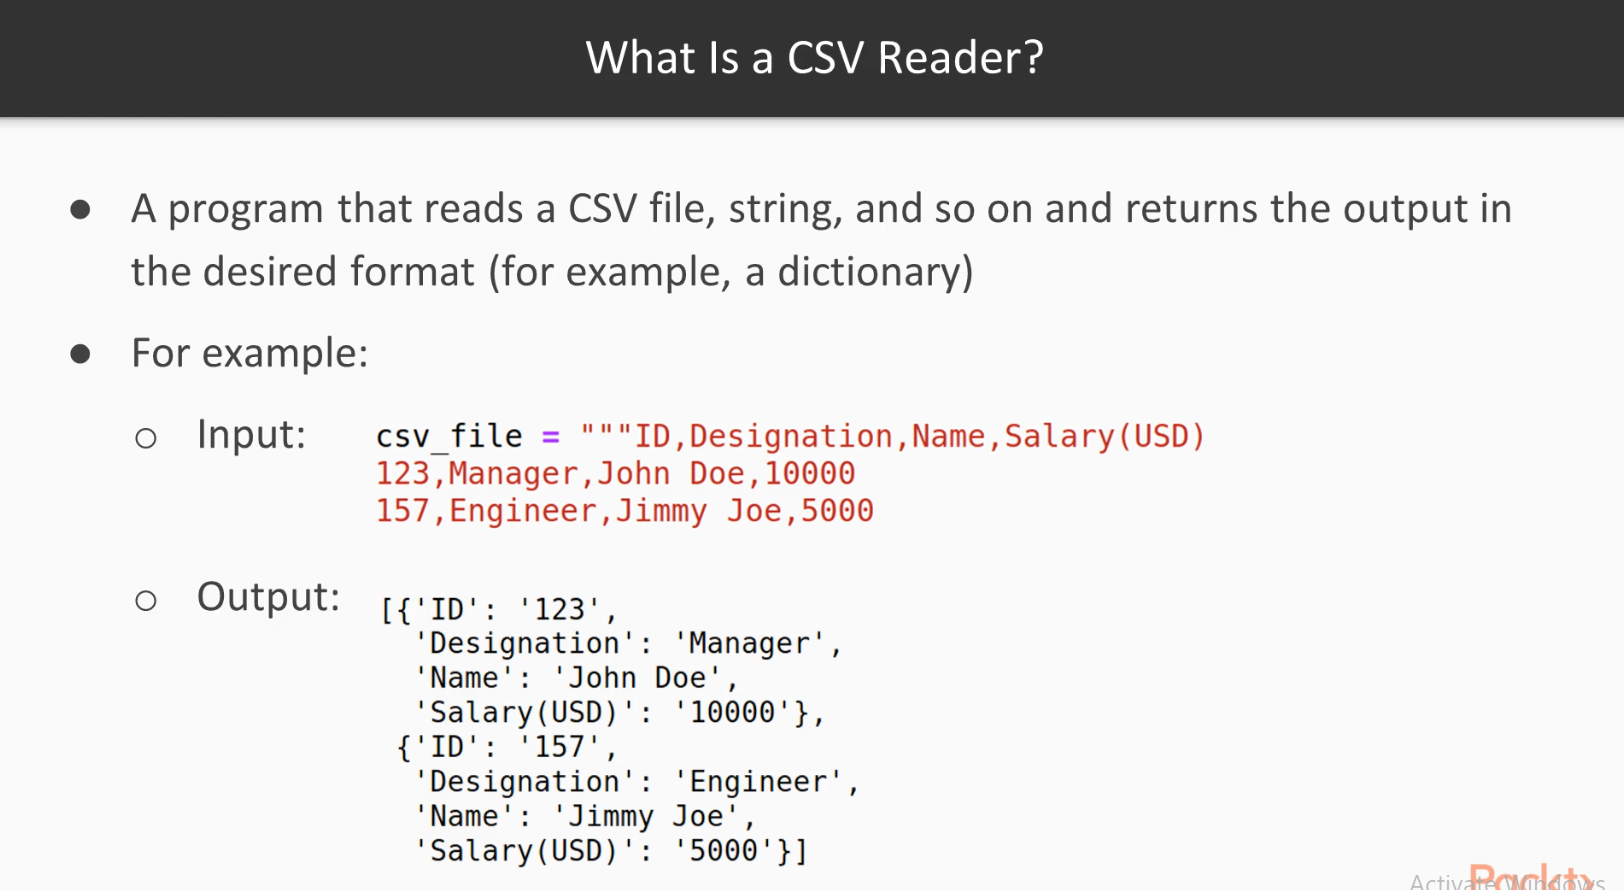 What Is a CSV Reader?
● A program that reads a CSV file, string, and so on and returns the output in
the desired format (for example, a dictionary)
● For example:
○ Input:
csv_file = """ID,Designation,Name,Salary(USD)
123,Manager,John Doe,10000
157,Engineer,Jimmy Joe,5000
○ Output:
[{'ID': '123',
'Designation': 'Manager',
'Name': 'John Doe',
'Salary(USD)': '10000'},
{'ID': '157',
'Designation': 'Engineer',
'Name': 'Jimmy Joe',
'Salary(USD)': '5000'}]
Packt>
Activate Windows